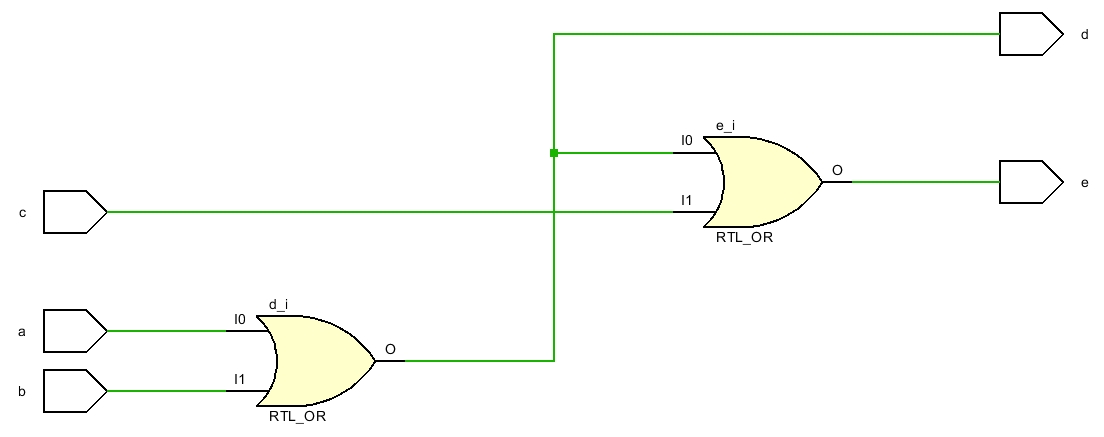 d
e_i
I0
O
e
c
I1
RTL_OR
d_i
a
I0
O
b
I1
RTL_OR